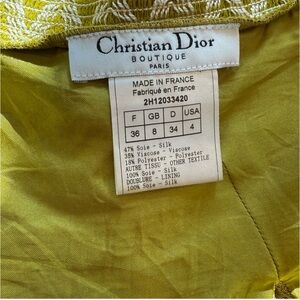 Christian Dior
BOUTIQUE
PARIS
MADE IN FRANCE
Fabriqué en France
2H12033420
F GB D USA
36 8 34 4
47% Soie - Silk
35% Viscose - Viscose
18% Polyester - Polyester
AUTRE TISSU - OTHER TEXTILE
100% Soie - Silk
DOUBLURE - LINING
100% Soie - Silk